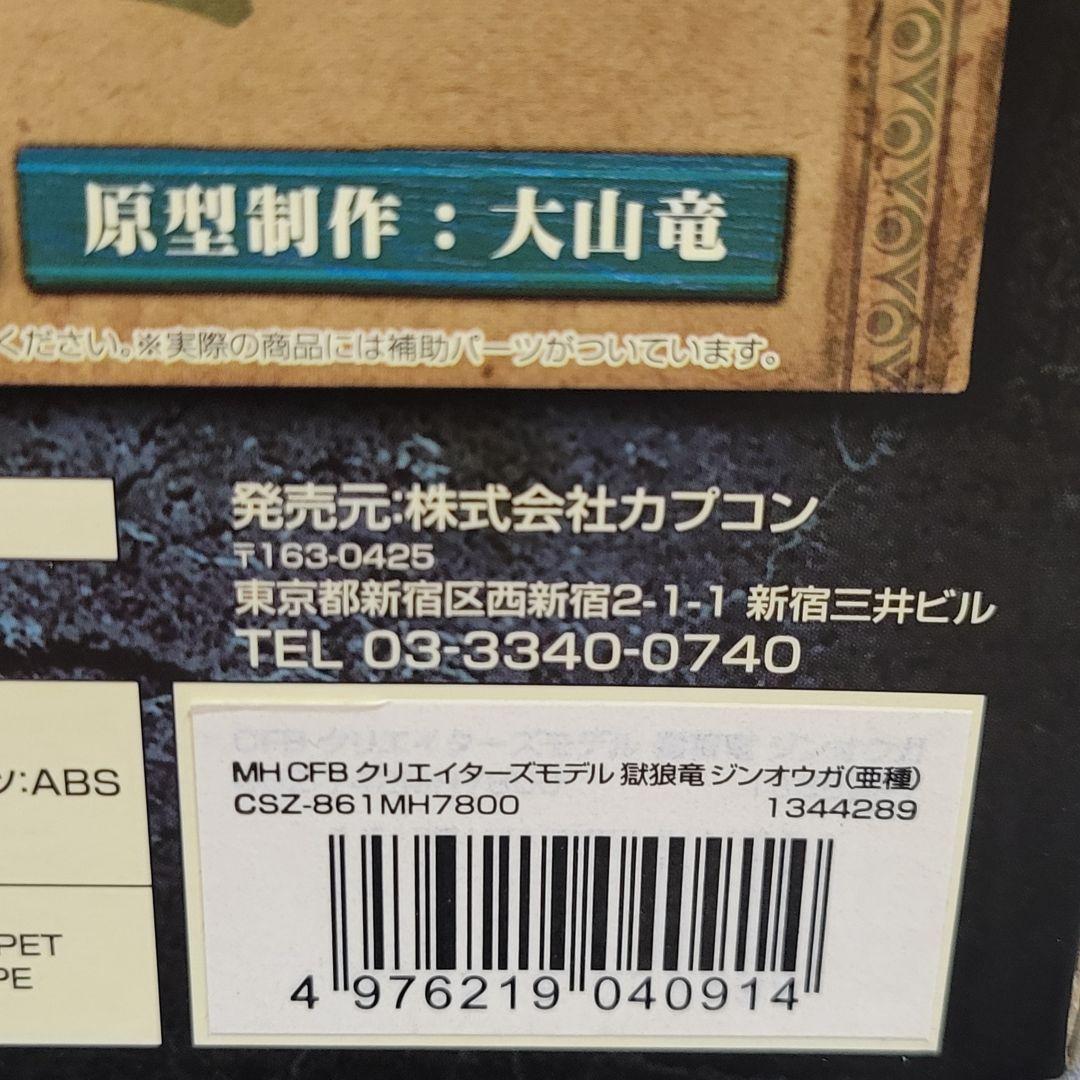 原型制作：大山竜
ください。※実際の商品には補助パーツがついています。
発売元:株式会社カプコン
〒163-0425
東京都新宿区西新宿2-1-1 新宿三井ビル
TEL 03-3340-0740
ツ:ABS
PET
PE
MH CFB クリエイターズモデル 獄狼竜 ジンオウガ(亜種)
CSZ-861MH7800 1344289
4 976219 040914